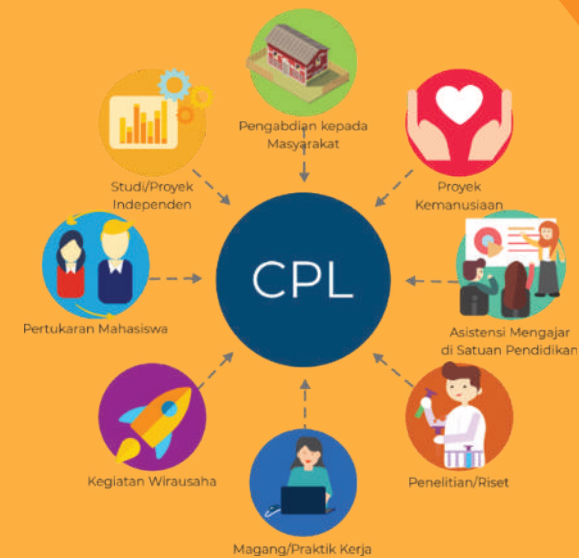 Pengabdian kepada
Masyarakat
Studi/Proyek
Independen
Proyek
Kemanusiaan
CPL
Pertukaran Mahasiswa
Asistensi Mengajar
di Satuan Pendidikan
Kegiatan Wirausaha
Penelitian/Riset
Magang/Praktik Kerja